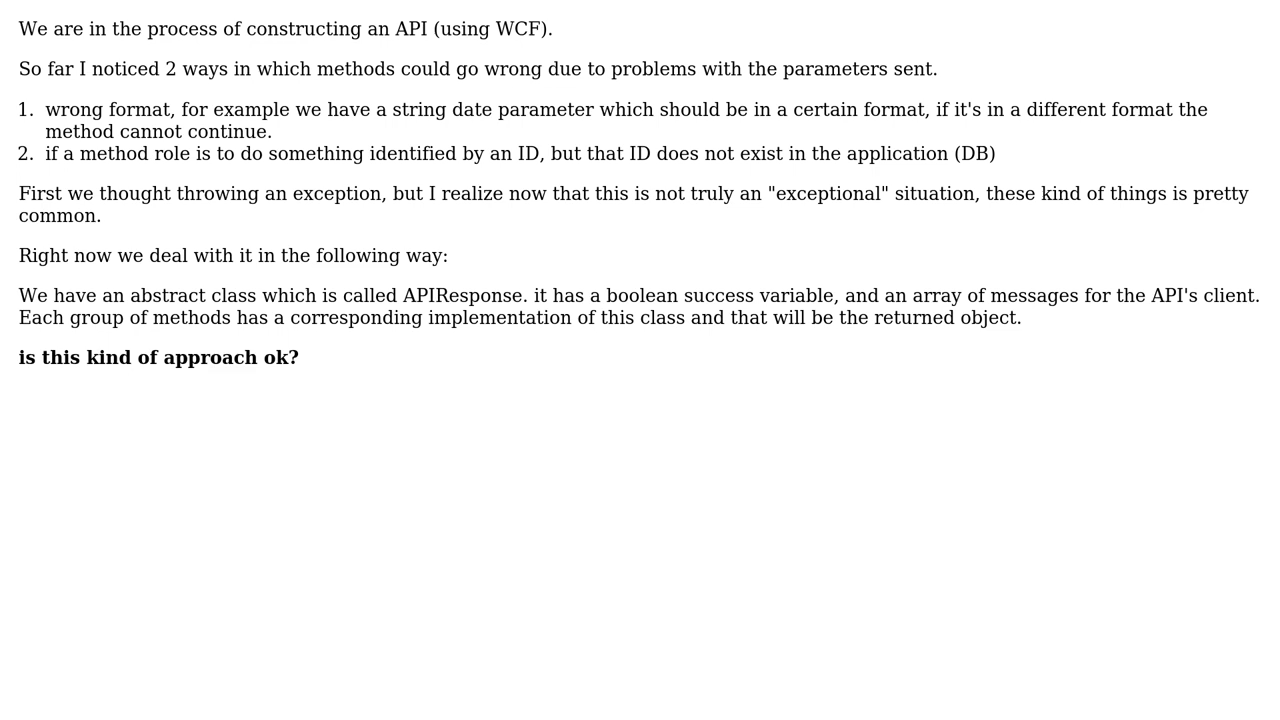 We are in the process of constructing an API (using WCF).
So far I noticed 2 ways in which methods could go wrong due to problems with the parameters sent.
1. wrong format, for example we have a string date parameter which should be in a certain format, if it's in a different format the
method cannot continue.
2. if a method role is to do something identified by an ID, but that ID does not exist in the application (DB)
First we thought throwing an exception, but I realize now that this is not truly an "exceptional" situation, these kind of things is pretty
common.
Right now we deal with it in the following way:
We have an abstract class which is called APIResponse. it has a boolean success variable, and an array of messages for the API's client.
Each group of methods has a corresponding implementation of this class and that will be the returned object.
is this kind of approach ok?